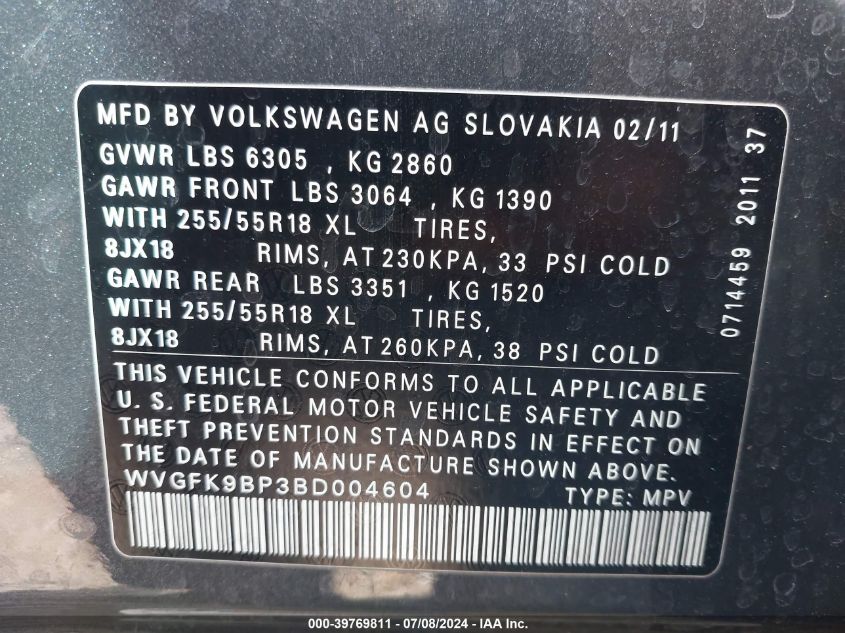 MFD BY VOLKSWAGEN AG SLOVAKIA 02/11
GVWR LBS 6305 , KG 2860
GAWR FRONT LBS 3064 , KG 1390
WITH 255/55R18 XL TIRES,
8JX18 RIMS, AT 230KPA, 33 PSI COLD
GAWR REAR LBS 3351 , KG 1520
WITH 255/55R18 XL TIRES,
8JX18 RIMS, AT 260KPA, 38 PSI COLD
THIS VEHICLE CONFORMS TO ALL APPLICABLE
U. S. FEDERAL MOTOR VEHICLE SAFETY AND
THEFT PREVENTION STANDARDS IN EFFECT ON
THE DATE OF MANUFACTURE SHOWN ABOVE.
WVGFK9BP3BD004604 TYPE: MPV
0714459 2011 37
000-39769811 - 07/08/2024 - IAA Inc.